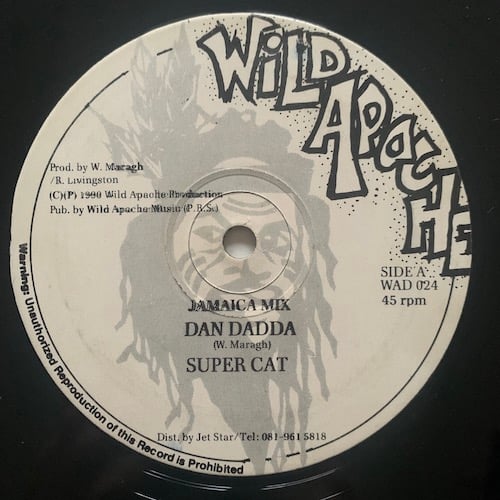 WiLD
APACHE
Prod. by W. Maragh
/R. Livingston
(C)(P) 1990 Wild Apache Production
Pub. by Wild Apache Music (P.R.S.)
SIDE A
WAD 024
45 rpm
JAMAICA MIX
DAN DADDA
(W. Maragh)
SUPER CAT
Dist. by Jet Star/Tel: 081-961 5818
Warning: Unauthorized Reproduction of this Record is Prohibited